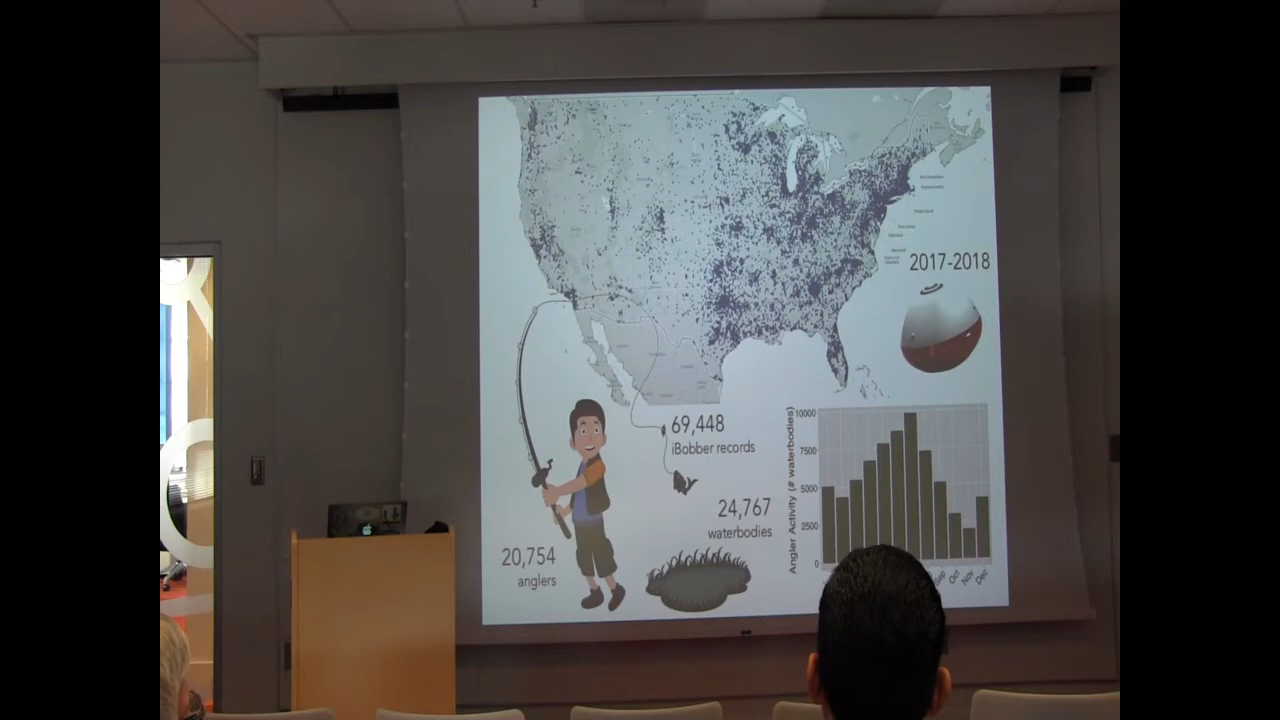 2017-2018
69,448
iBobber records
24,767
waterbodies
20,754
anglers
Angler Activity (# waterbodies)
10000
7500
5000
2500
0
Sep
Oct
Nov
Dec